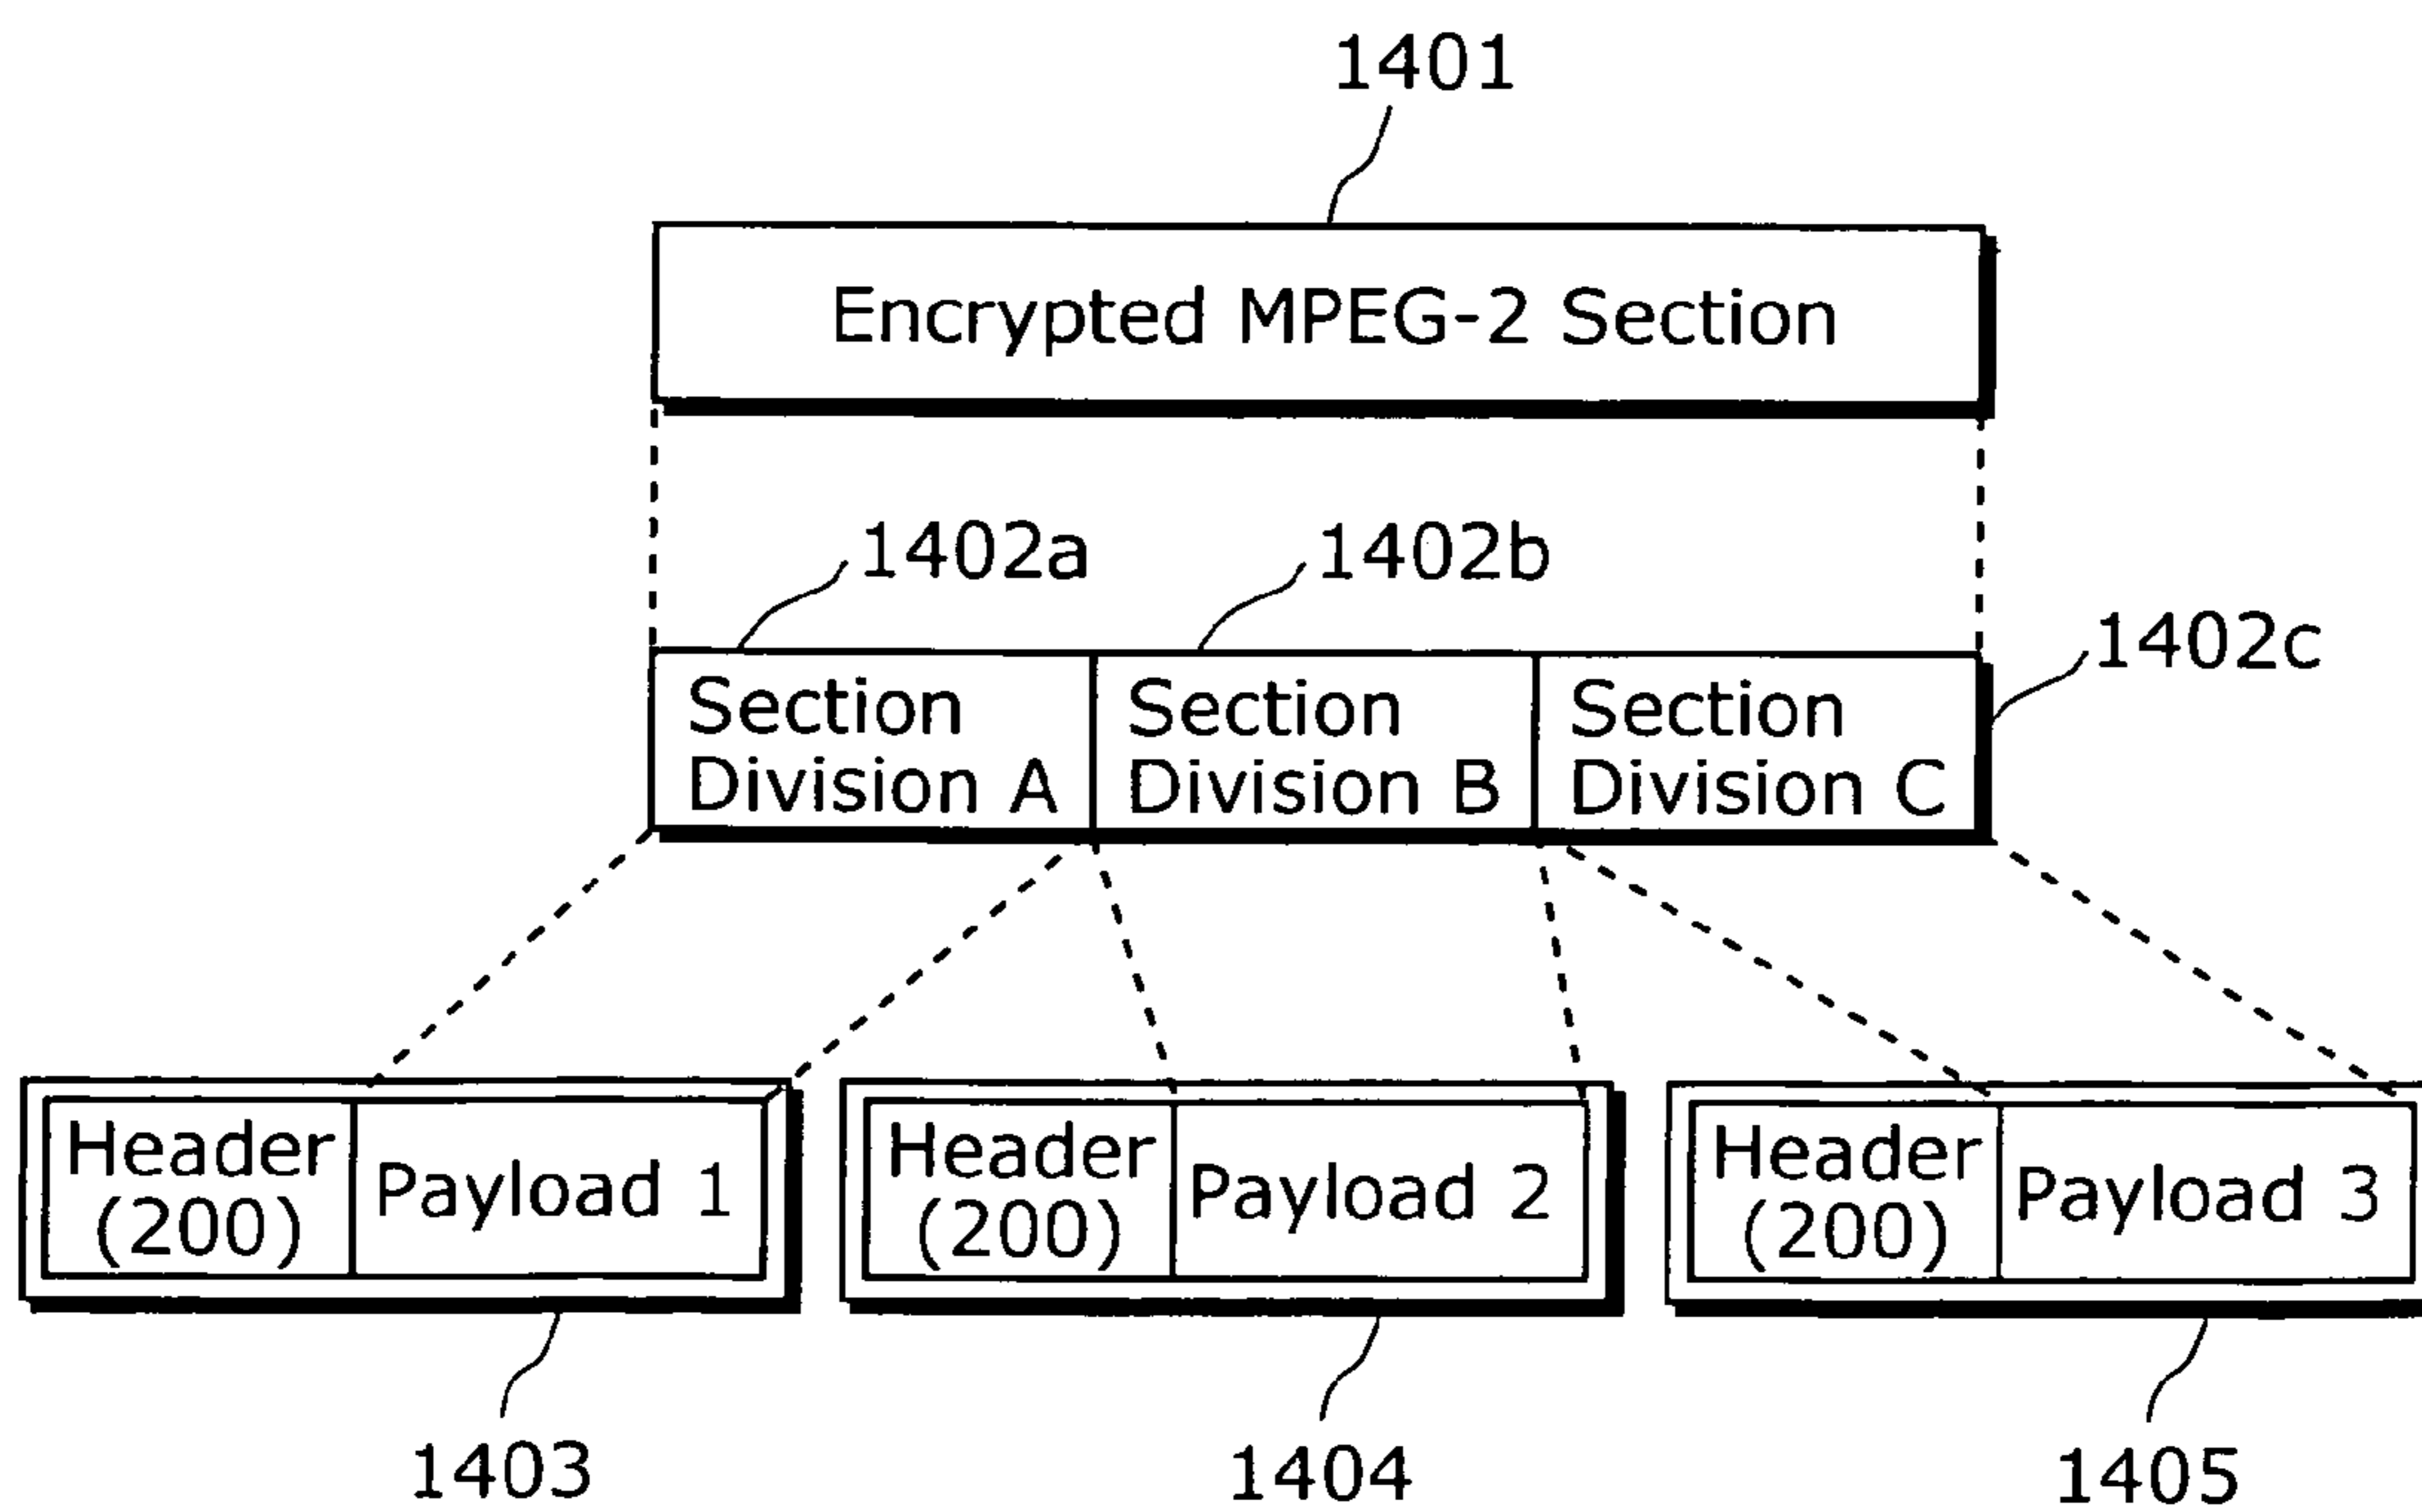 1401
Encrypted MPEG-2 Section
1402a
1402b
1402c
Section
Division A
Section
Division B
Section
Division C
Header
(200)
Payload 1
Header
(200)
Payload 2
Header
(200)
Payload 3
1403
1404
1405